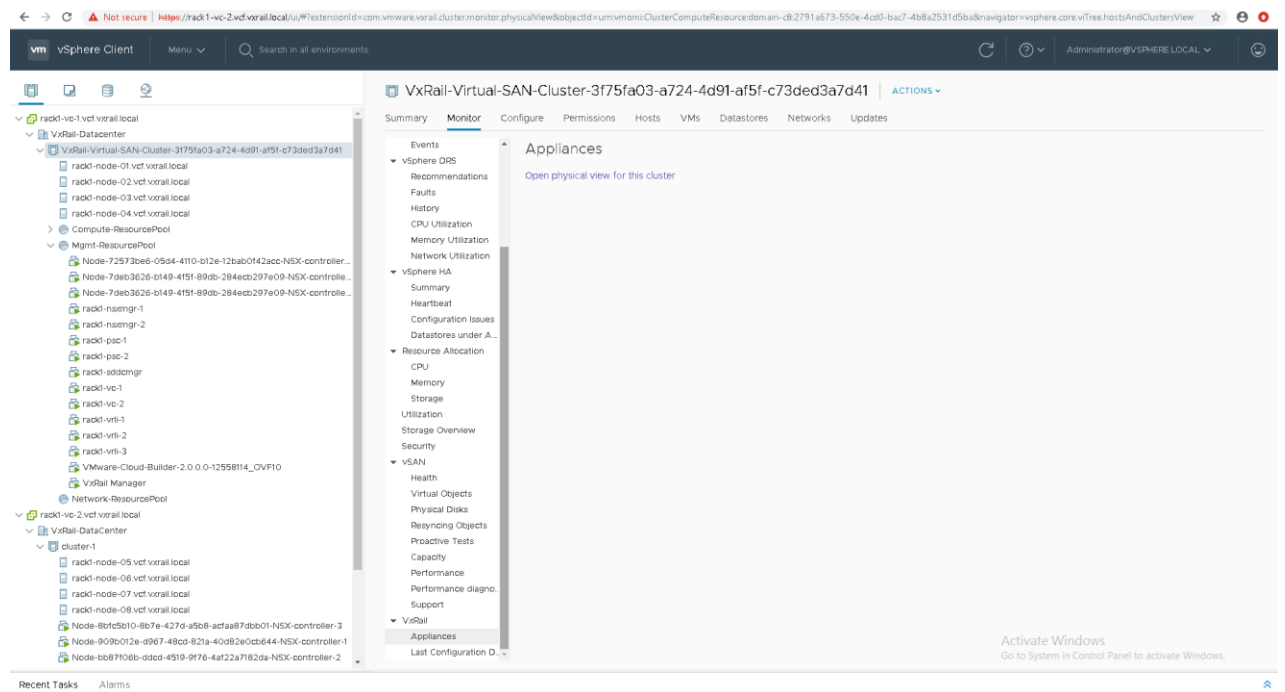 Not secure | https://rack1-vc-2.vcf.vxrail.local/ui/#?extensionId=com.vmware.vxrail.cluster.monitor.physicalView&objectId=urn:vmomi:ClusterComputeResource:domain-c8:2791a673-550e-4cd0-bac7-4b8a2531d5ba&navigator=vsphere.core.viTree.hostsAndClustersView
vm vSphere Client Menu Search in all environments Administrator@VSPHERE.LOCAL
VxRail-Virtual-SAN-Cluster-3f75fa03-a724-4d91-af5f-c73ded3a7d41 ACTIONS
Summary Monitor Configure Permissions Hosts VMs Datastores Networks Updates
rack1-vc-1.vcf.vxrail.local
VxRail-Datacenter
VxRail-Virtual-SAN-Cluster-3f75fa03-a724-4d91-af5f-c73ded3a7d41
rack1-node-01.vcf.vxrail.local
rack1-node-02.vcf.vxrail.local
rack1-node-03.vcf.vxrail.local
rack1-node-04.vcf.vxrail.local
Compute-ResourcePool
Mgmt-ResourcePool
Node-72573be6-05d4-4110-b12e-12bab0f42acc-NSX-controller...
Node-7deb3626-b149-4f5f-89db-284ecb297e09-NSX-controlle...
Node-7deb3626-b149-4f5f-89db-284ecb297e09-NSX-controlle...
rack1-nsxmgr-1
rack1-nsxmgr-2
rack1-psc-1
rack1-psc-2
rack1-sddcmgr
rack1-vc-1
rack1-vc-2
rack1-vrli-1
rack1-vrli-2
rack1-vrli-3
VMware-Cloud-Builder-2.0.0.0-12558114_OVF10
VxRail Manager
Network-ResourcePool
rack1-vc-2.vcf.vxrail.local
VxRail-DataCenter
cluster-1
rack1-node-05.vcf.vxrail.local
rack1-node-06.vcf.vxrail.local
rack1-node-07.vcf.vxrail.local
rack1-node-08.vcf.vxrail.local
Node-8bfc5b10-8b7e-427d-a5b8-acfaa87dbb01-NSX-controller-3
Node-909b012e-d967-48cd-821a-40d82e0cb644-NSX-controller-1
Node-bb87f06b-ddcd-4519-9f76-4af22a7182da-NSX-controller-2
Events
vSphere DRS
Recommendations
Faults
History
CPU Utilization
Memory Utilization
Network Utilization
vSphere HA
Summary
Heartbeat
Configuration Issues
Datastores under A...
Resource Allocation
CPU
Memory
Storage
Utilization
Storage Overview
Security
vSAN
Health
Virtual Objects
Physical Disks
Resyncing Objects
Proactive Tests
Capacity
Performance
Performance diagno...
Support
VxRail
Appliances
Last Configuration D...
Appliances
Open physical view for this cluster
Activate Windows
Go to System in Control Panel to activate Windows.
Recent Tasks Alarms